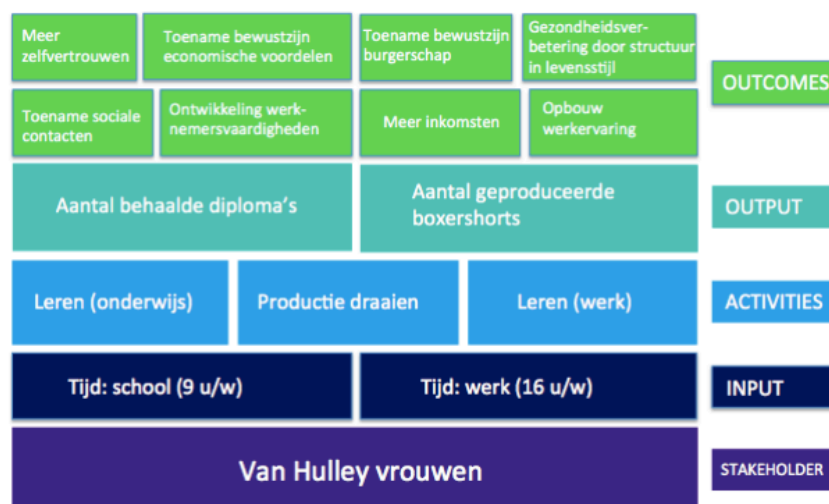 Meer
zelfvertrouwen
Toename bewustzijn
economische voordelen
Toename bewustzijn
burgerschap
Gezondheidsver-
betering door structuur
in levensstijl
OUTCOMES
Toename sociale
contacten
Ontwikkeling werk-
nemersvaardigheden
Meer inkomsten
Opbouw
werkervaring
Aantal behaalde diploma's
Aantal geproduceerde
boxershorts
OUTPUT
Leren (onderwijs)
Productie draaien
Leren (werk)
ACTIVITIES
Tijd: school (9 u/w)
Tijd: werk (16 u/w)
INPUT
Van Hulley vrouwen
STAKEHOLDER